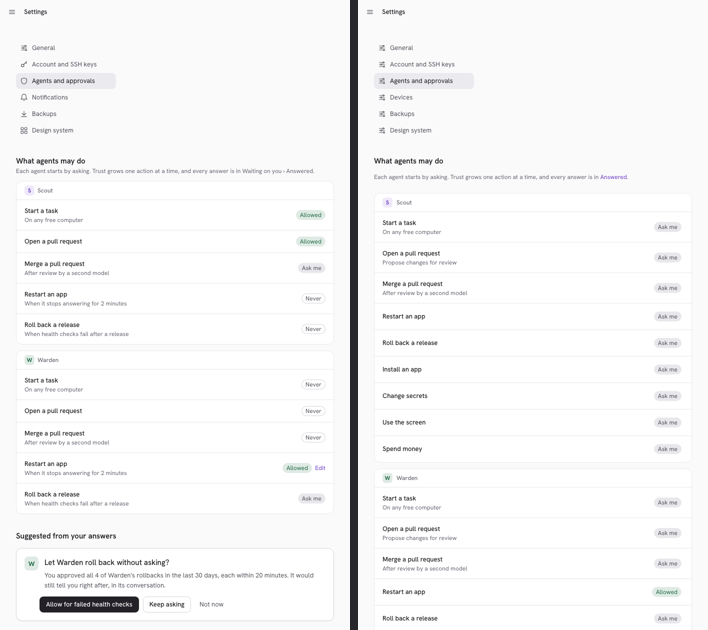 Settings
General
Account and SSH keys
Agents and approvals
Notifications
Backups
Design system
What agents may do
Each agent starts by asking. Trust grows one action at a time, and every answer is in Waiting on you › Answered.
S Scout
Start a task
On any free computer
Allowed
Open a pull request
Allowed
Merge a pull request
After review by a second model
Ask me
Restart an app
When it stops answering for 2 minutes
Never
Roll back a release
When health checks fail after a release
Never
W Warden
Start a task
On any free computer
Never
Open a pull request
Never
Merge a pull request
After review by a second model
Never
Restart an app
When it stops answering for 2 minutes
Allowed Edit
Roll back a release
When health checks fail after a release
Ask me
Suggested from your answers
W
Let Warden roll back without asking?
You approved all 4 of Warden's rollbacks in the last 30 days, each within 20 minutes. It would
still tell you right after, in its conversation.
Allow for failed health checks Keep asking Not now
Settings
General
Account and SSH keys
Agents and approvals
Devices
Backups
Design system
What agents may do
Each agent starts by asking. Trust grows one action at a time, and every answer is in Answered.
S Scout
Start a task
On any free computer
Ask me
Open a pull request
Propose changes for review
Ask me
Merge a pull request
After review by a second model
Ask me
Restart an app
Ask me
Roll back a release
Ask me
Install an app
Ask me
Change secrets
Ask me
Use the screen
Ask me
Spend money
Ask me
W Warden
Start a task
On any free computer
Ask me
Open a pull request
Propose changes for review
Ask me
Merge a pull request
After review by a second model
Ask me
Restart an app
Allowed
Roll back a release
Ask me